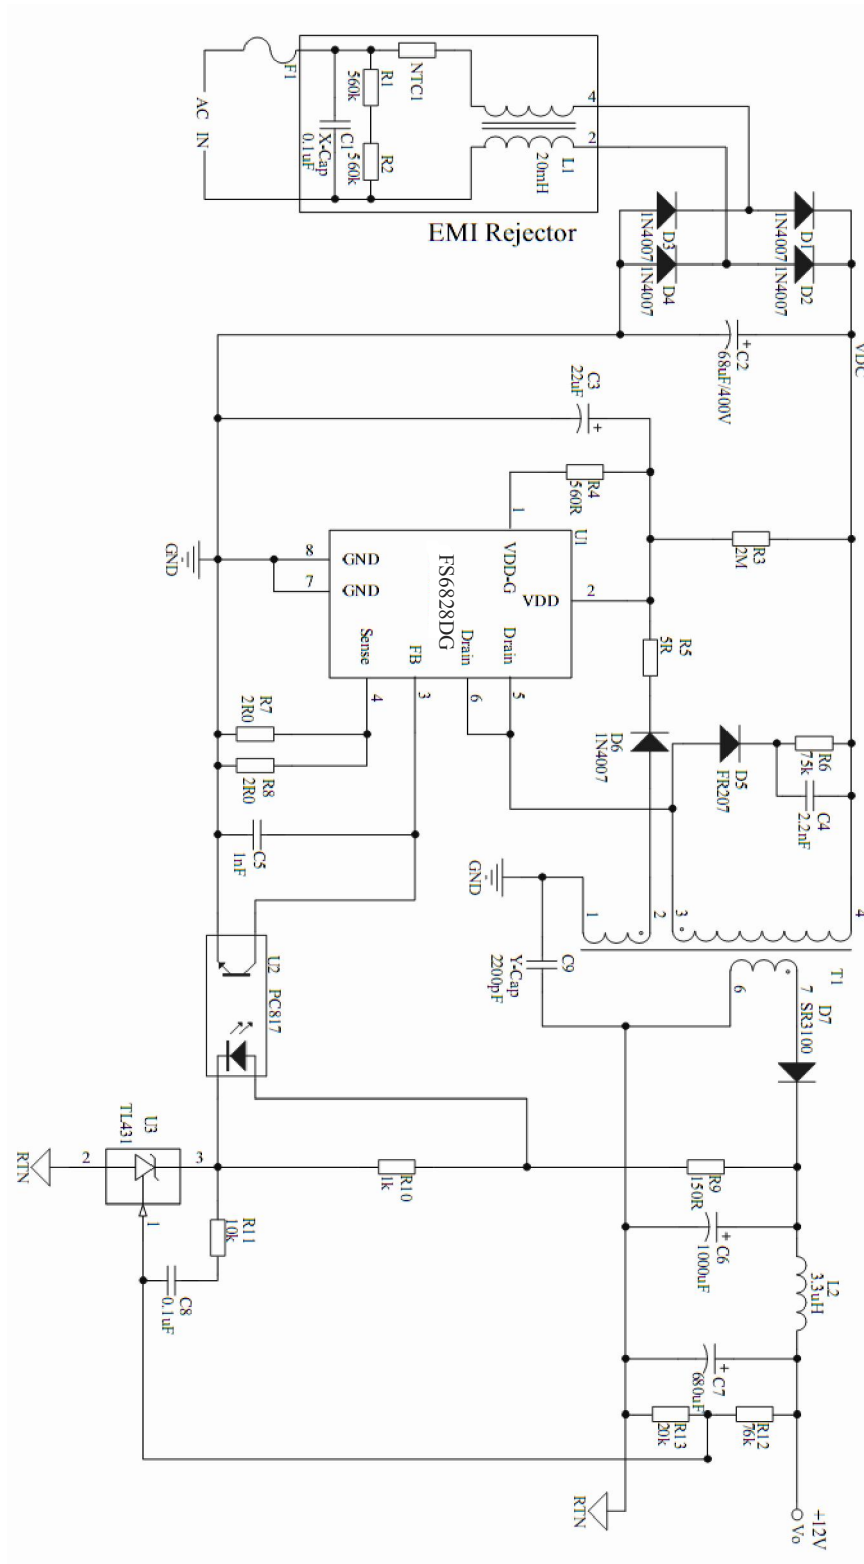 F1
AC IN
R1
560k
NTC1
C1
X-Cap
0.1uF
R2
560k
L1
20mH
4
2
EMI Rejector
D1
1N4007
D2
1N4007
D3
1N4007
D4
1N4007
VDC
C2
+
68uF/400V
C3
22uF
+
R4
560R
R3
2M
U1
FS6828DG
1
VDD-G
2
VDD
8
GND
7
GND
Sense
4
FB
3
Drain
6
Drain
5
GND
R5
5R
D6
1N4007
R6
75k
D5
FR207
C4
2.2nF
R7
2R0
R8
2R0
C5
1nF
GND
1
2
3
4
T1
6
7
C9
Y-Cap
2200pF
D7
SR3100
U2
PC817
U3
TL431
2
3
1
RTN
R10
1k
R9
150R
R11
10k
C8
0.1uF
C6
+
1000uF
L2
3.3uH
C7
+
680uF
R13
20k
R12
76k
RTN
+12V
Vo